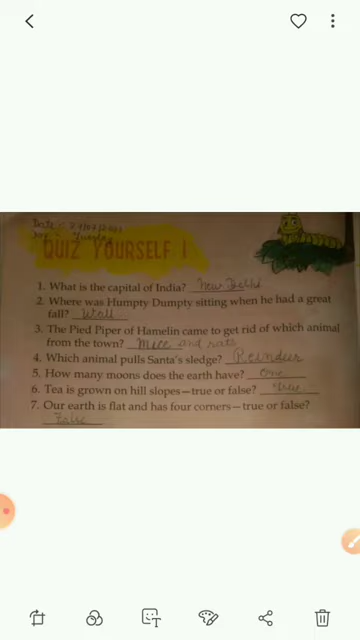 Date :-
Day :- Tuesday
QUIZ YOURSELF 1
1. What is the capital of India? New Delhi
2. Where was Humpty Dumpty sitting when he had a great
fall? Wall
3. The Pied Piper of Hamelin came to get rid of which animal
from the town? Mice and rats
4. Which animal pulls Santa's sledge? Reindeer
5. How many moons does the earth have? One
6. Tea is grown on hill slopes—true or false? True
7. Our earth is flat and has four corners—true or false?
False